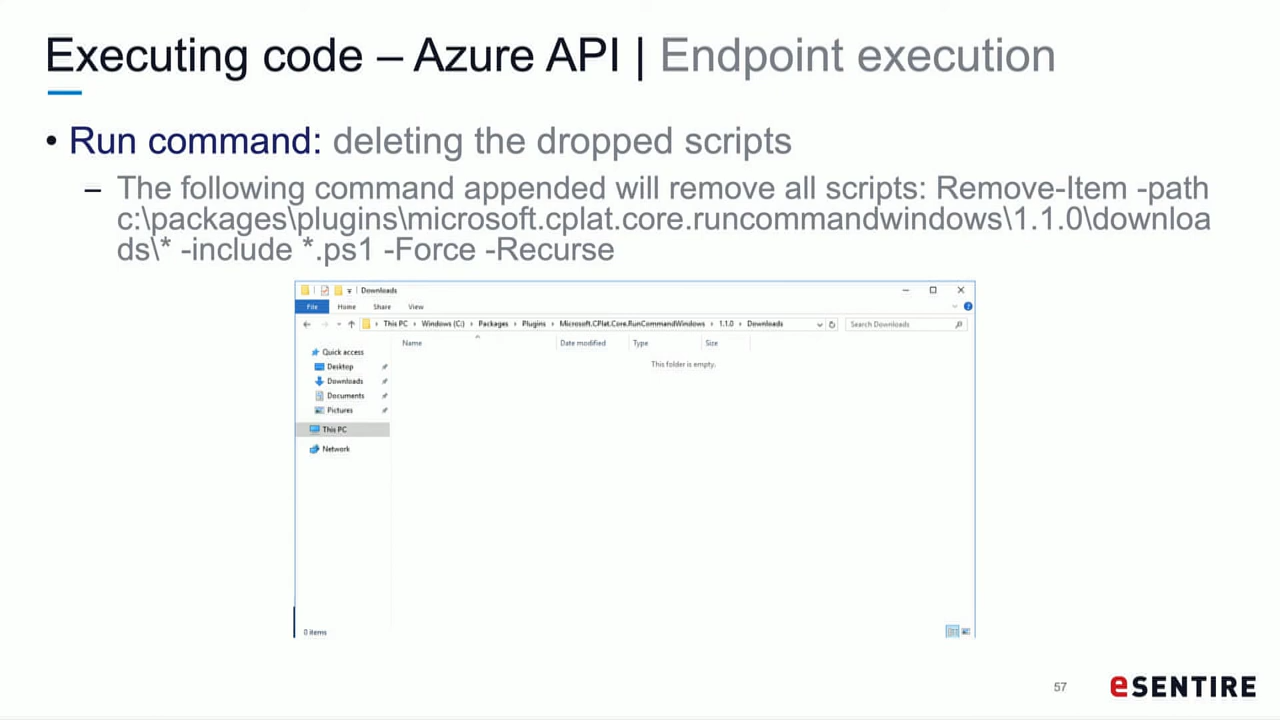 Executing code – Azure API | Endpoint execution
• Run command: deleting the dropped scripts
– The following command appended will remove all scripts: Remove-Item -path
c:\packages\plugins\microsoft.cplat.core.runcommandwindows\1.1.0\downloa
ds\* -include *.ps1 -Force -Recurse
Downloads
File Home Share View
This PC › Windows (C:) › Packages › Plugins › Microsoft.CPlat.Core.RunCommandWindows › 1.1.0 › Downloads
Search Downloads
Name Date modified Type Size
This folder is empty.
Quick access
Desktop
Downloads
Documents
Pictures
This PC
Network
0 items
57
eSENTIRE